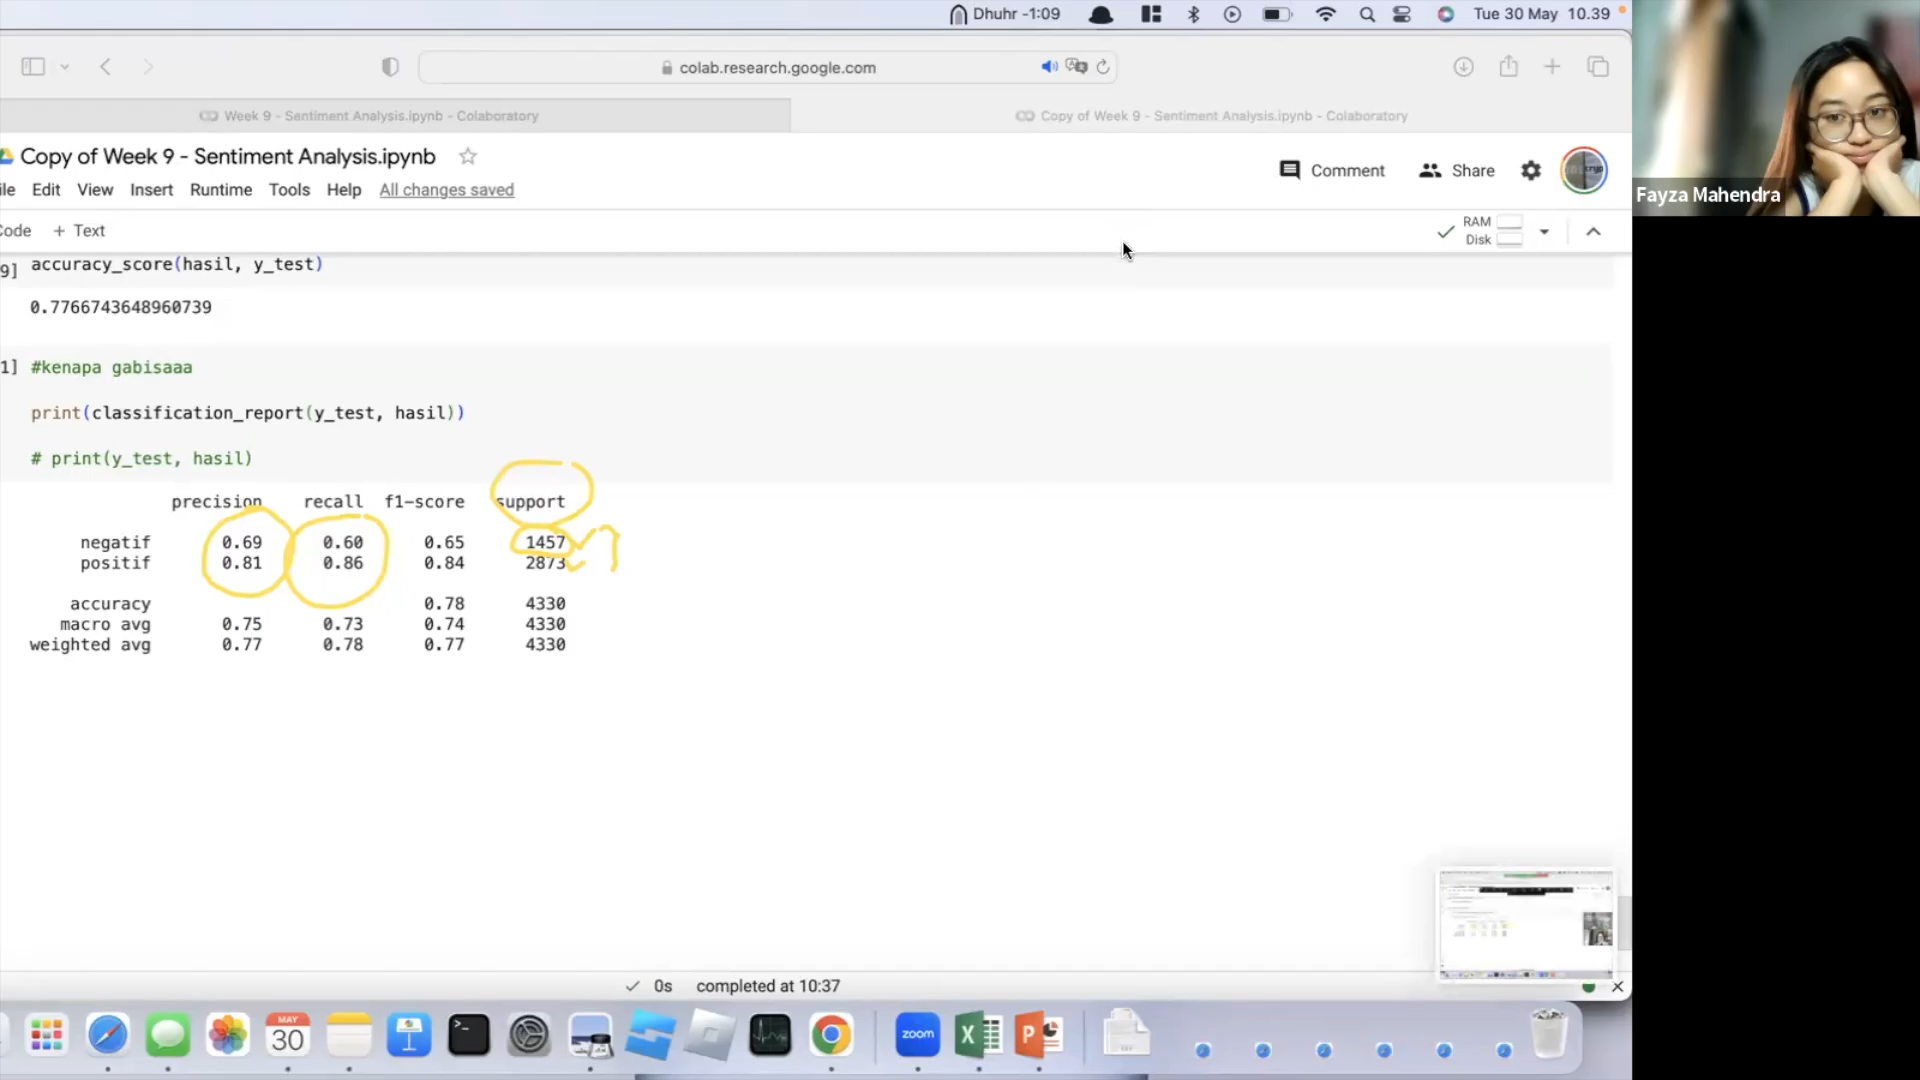 Dhuhr -1:09
Tue 30 May 10.39
colab.research.google.com
Week 9 - Sentiment Analysis.ipynb - Colaboratory
Copy of Week 9 - Sentiment Analysis.ipynb - Colaboratory
Copy of Week 9 - Sentiment Analysis.ipynb
Comment
Share
Fayza Mahendra
ile Edit View Insert Runtime Tools Help All changes saved
Code + Text
RAM
Disk
9] accuracy_score(hasil, y_test)
0.7766743648960739
1] #kenapa gabisaaa
print(classification_report(y_test, hasil))
# print(y_test, hasil)
precision recall f1-score support
negatif 0.69 0.60 0.65 1457
positif 0.81 0.86 0.84 2873
accuracy 0.78 4330
macro avg 0.75 0.73 0.74 4330
weighted avg 0.77 0.78 0.77 4330
0s completed at 10:37
MAY
30
zoom
X
P